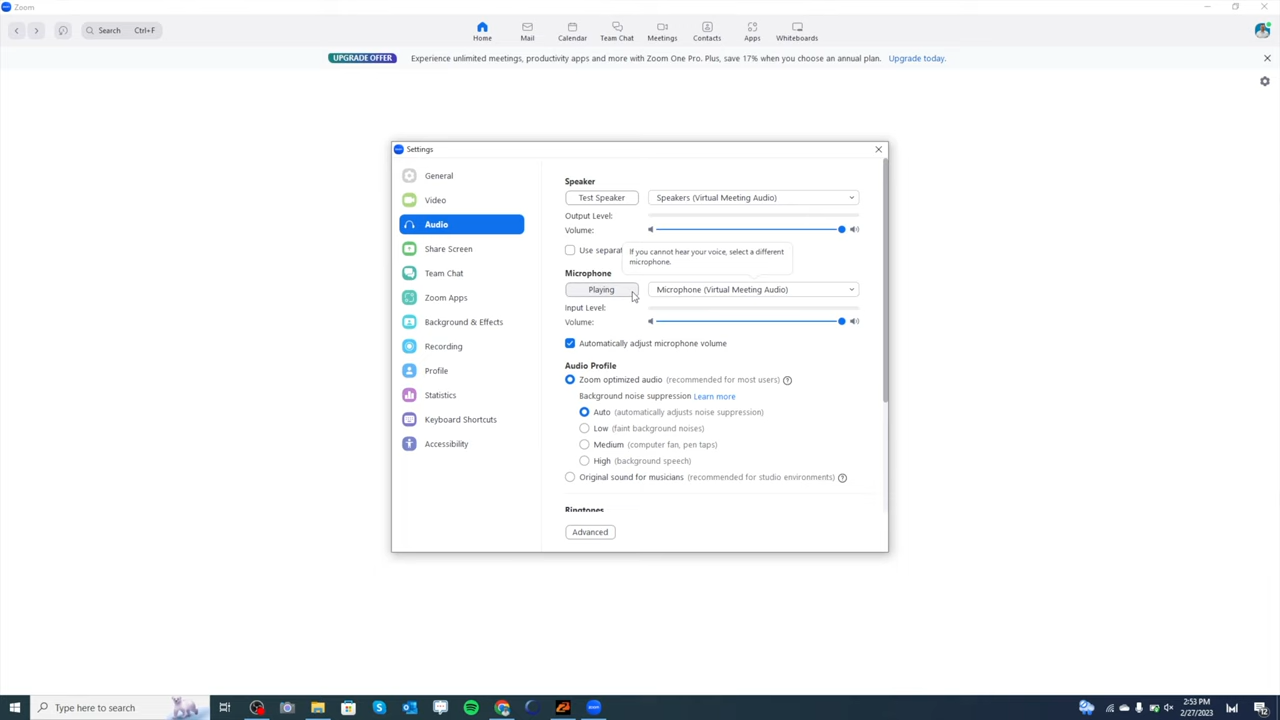 Zoom
Search Ctrl+F
Home
Mail
Calendar
Team Chat
Meetings
Contacts
Apps
Whiteboards
UPGRADE OFFER Experience unlimited meetings, productivity apps and more with Zoom One Pro. Plus, save 17% when you choose an annual plan. Upgrade today.
Settings
General
Video
Audio
Share Screen
Team Chat
Zoom Apps
Background & Effects
Recording
Profile
Statistics
Keyboard Shortcuts
Accessibility
Speaker
Test Speaker Speakers (Virtual Meeting Audio)
Output Level:
Volume:
Use separat
If you cannot hear your voice, select a different
microphone.
Microphone
Playing Microphone (Virtual Meeting Audio)
Input Level:
Volume:
Automatically adjust microphone volume
Audio Profile
Zoom optimized audio (recommended for most users)
Background noise suppression Learn more
Auto (automatically adjusts noise suppression)
Low (faint background noises)
Medium (computer fan, pen taps)
High (background speech)
Original sound for musicians (recommended for studio environments)
Ringtones
Advanced
Type here to search
2:53 PM
2/27/2023
12